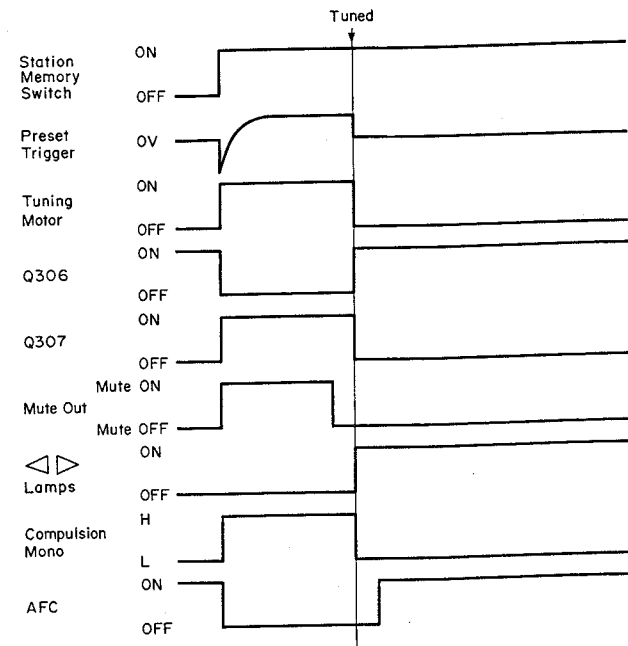 Tuned
Station
Memory
Switch
ON
OFF
Preset
Trigger
OV
Tuning
Motor
ON
OFF
Q306
ON
OFF
Q307
ON
OFF
Mute Out
Mute ON
Mute OFF
Lamps
ON
OFF
Compulsion
Mono
H
L
AFC
ON
OFF